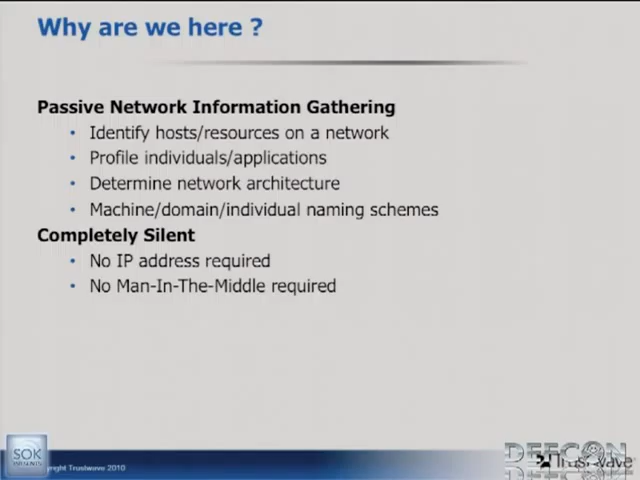 Why are we here ?
Passive Network Information Gathering
• Identify hosts/resources on a network
• Profile individuals/applications
• Determine network architecture
• Machine/domain/individual naming schemes
Completely Silent
• No IP address required
• No Man-In-The-Middle required
SOK
Trustwave 2010
DEFCON
Trustwave